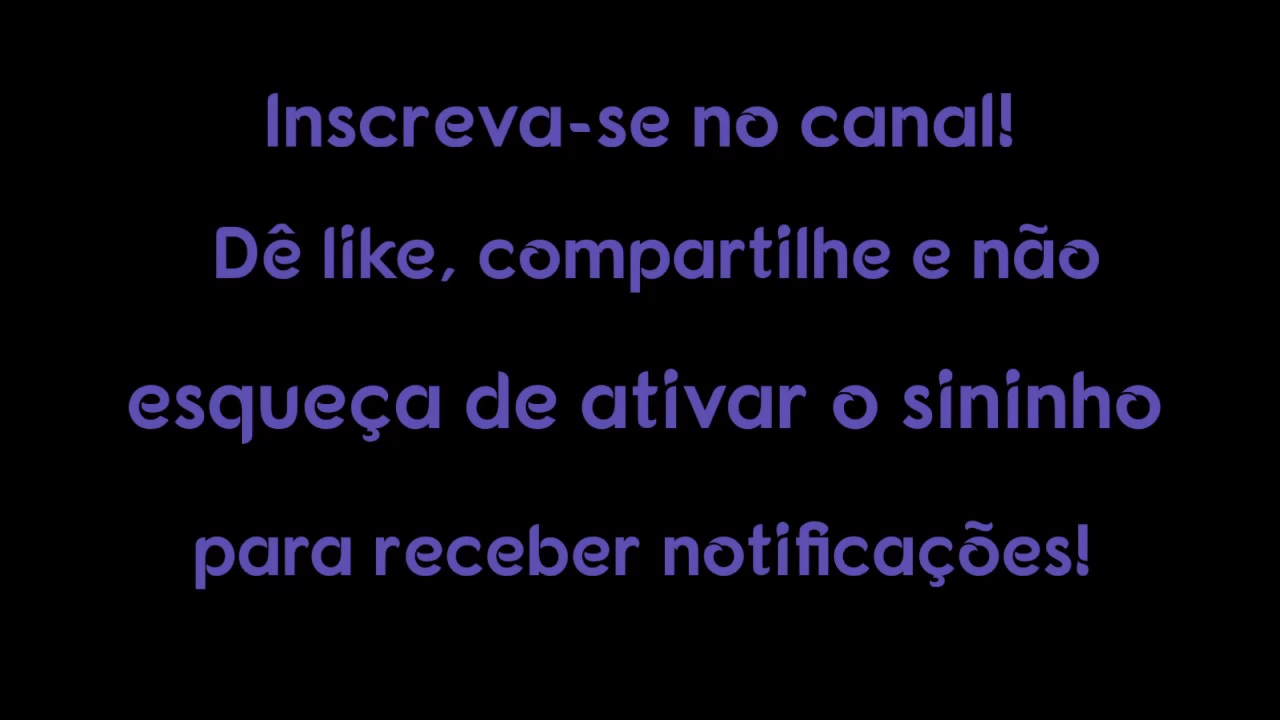 Inscreva-se no canal!
Dê like, compartilhe e não
esqueça de ativar o sininho
para receber notificações!